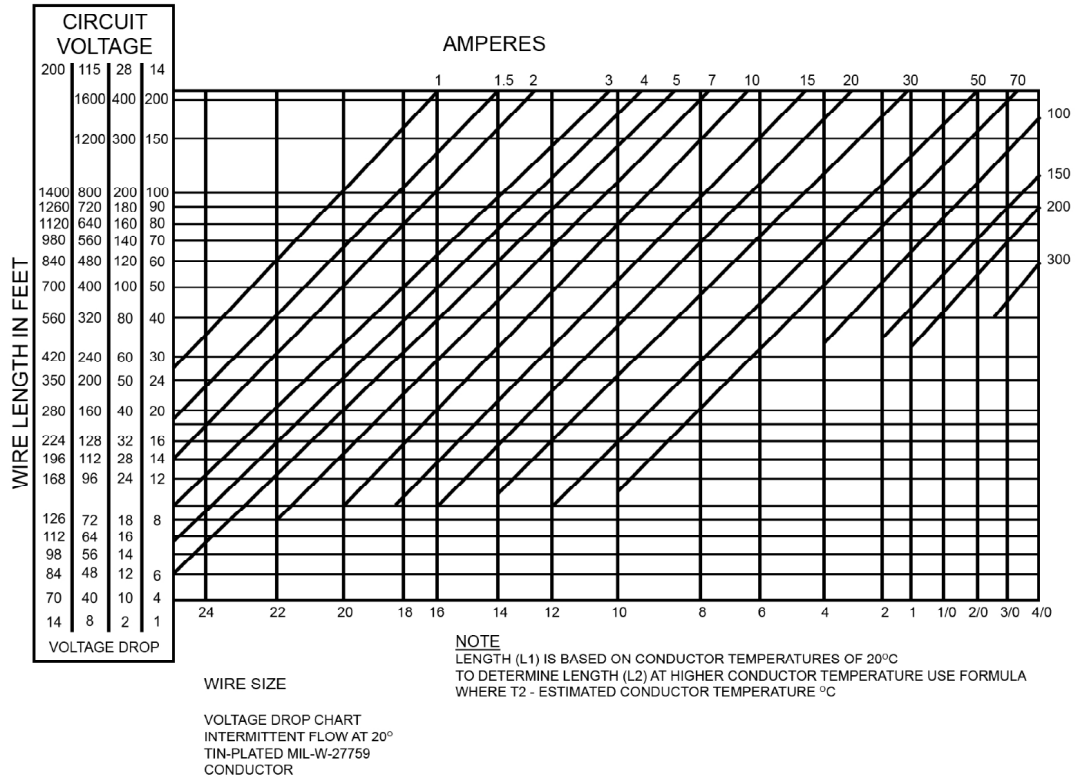 CIRCUIT
VOLTAGE
200 115 28 14
AMPERES
1 1.5 2 3 4 5 7 10 15 20 30 50 70
1600 400 200
100
1200 300 150
150
1400 800 200 100
1260 720 180 90
200
1120 640 160 80
980 560 140 70
840 480 120 60
300
700 400 100 50
560 320 80 40
420 240 60 30
350 200 50 24
280 160 40 20
224 128 32 16
196 112 28 14
168 96 24 12
126 72 18 8
112 64 16
98 56 14
84 48 12 6
70 40 10 4
14 8 2 1
VOLTAGE DROP
WIRE LENGTH IN FEET
24 22 20 18 16 14 12 10 8 6 4 2 1 1/0 2/0 3/0 4/0
NOTE
LENGTH (L1) IS BASED ON CONDUCTOR TEMPERATURES OF 20⁰C
TO DETERMINE LENGTH (L2) AT HIGHER CONDUCTOR TEMPERATURE USE FORMULA
WHERE T2 - ESTIMATED CONDUCTOR TEMPERATURE ⁰C
WIRE SIZE
VOLTAGE DROP CHART
INTERMITTENT FLOW AT 20⁰
TIN-PLATED MIL-W-27759
CONDUCTOR